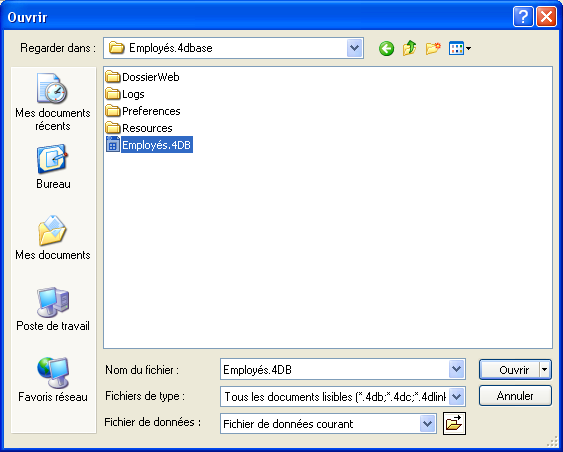 Ouvrir
Regarder dans :
Employés.4dbase
DossierWeb
Logs
Preferences
Resources
Employés.4DB
Mes documents
récents
Bureau
Mes documents
Poste de travail
Favoris réseau
Nom du fichier :
Employés.4DB
Ouvrir
Fichiers de type :
Tous les documents lisibles (*.4db;*.4dc;*.4dlink
Annuler
Fichier de données :
Fichier de données courant